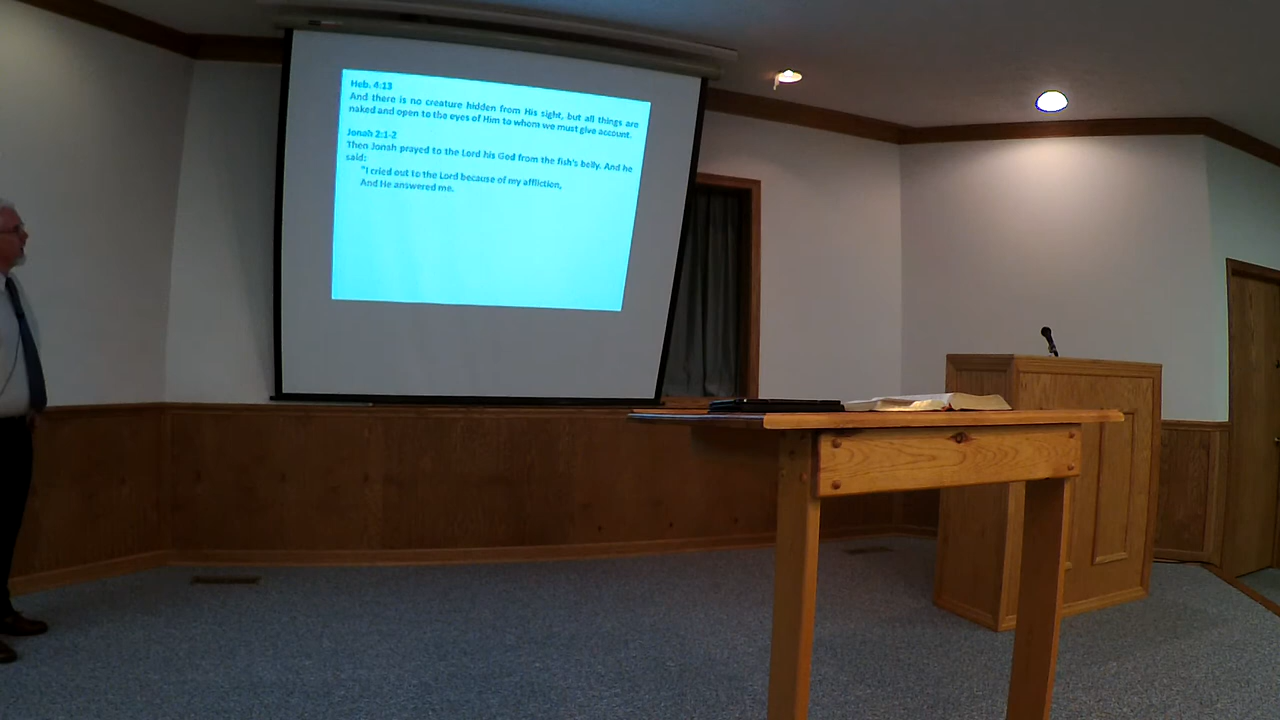 Heb. 4:13
And there is no creature hidden from His sight, but all things are
naked and open to the eyes of Him to whom we must give account.
Jonah 2:1-2
Then Jonah prayed to the Lord his God from the fish's belly. And he
said:
"I cried out to the Lord because of my affliction,
And He answered me.